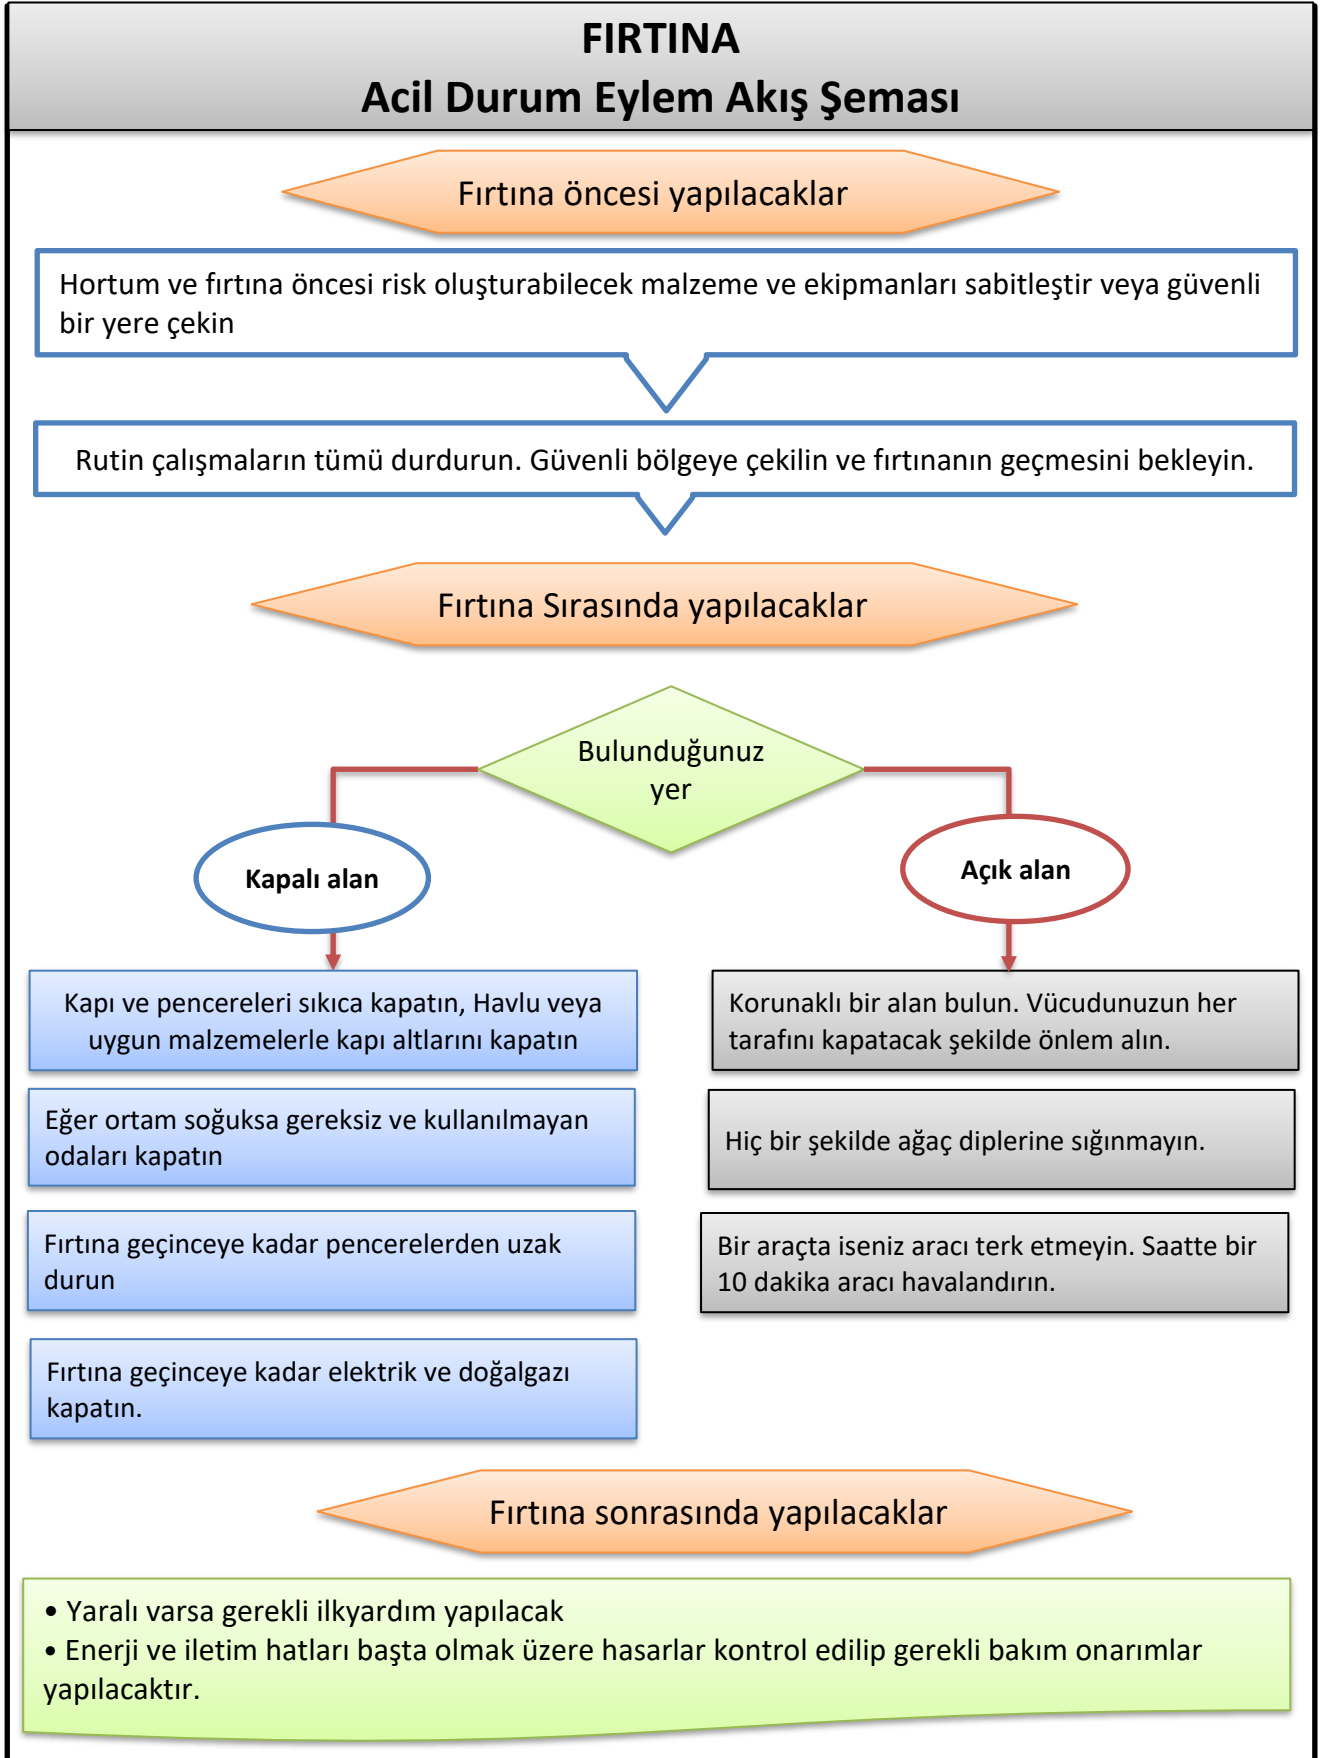 FIRTINA
Acil Durum Eylem Akış Şeması
Fırtına öncesi yapılacaklar
Hortum ve fırtına öncesi risk oluşturabilecek malzeme ve ekipmanları sabitleştir veya güvenli
bir yere çekin
Rutin çalışmaların tümü durdurun. Güvenli bölgeye çekilin ve fırtınanın geçmesini bekleyin.
Fırtına Sırasında yapılacaklar
Bulunduğunuz
yer
Kapalı alan
Açık alan
Kapı ve pencereleri sıkıca kapatın, Havlu veya
uygun malzemelerle kapı altlarını kapatın
Eğer ortam soğuksa gereksiz ve kullanılmayan
odaları kapatın
Fırtına geçinceye kadar pencerelerden uzak
durun
Fırtına geçinceye kadar elektrik ve doğalgazı
kapatın.
Korunaklı bir alan bulun. Vücudunuzun her
tarafını kapatacak şekilde önlem alın.
Hiç bir şekilde ağaç diplerine sığınmayın.
Bir araçta iseniz aracı terk etmeyin. Saatte bir
10 dakika aracı havalandırın.
Fırtına sonrasında yapılacaklar
• Yaralı varsa gerekli ilkyardım yapılacak
• Enerji ve iletim hatları başta olmak üzere hasarlar kontrol edilip gerekli bakım onarımlar
yapılacaktır.